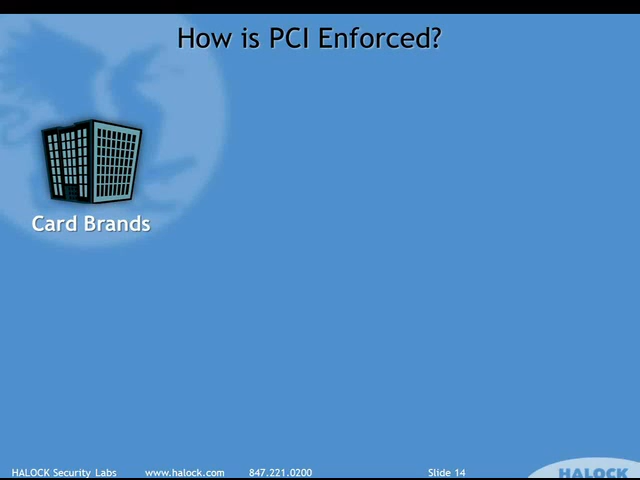 How is PCI Enforced?
Card Brands
HALOCK Security Labs www.halock.com 847.221.0200 Slide 14
HALOCK